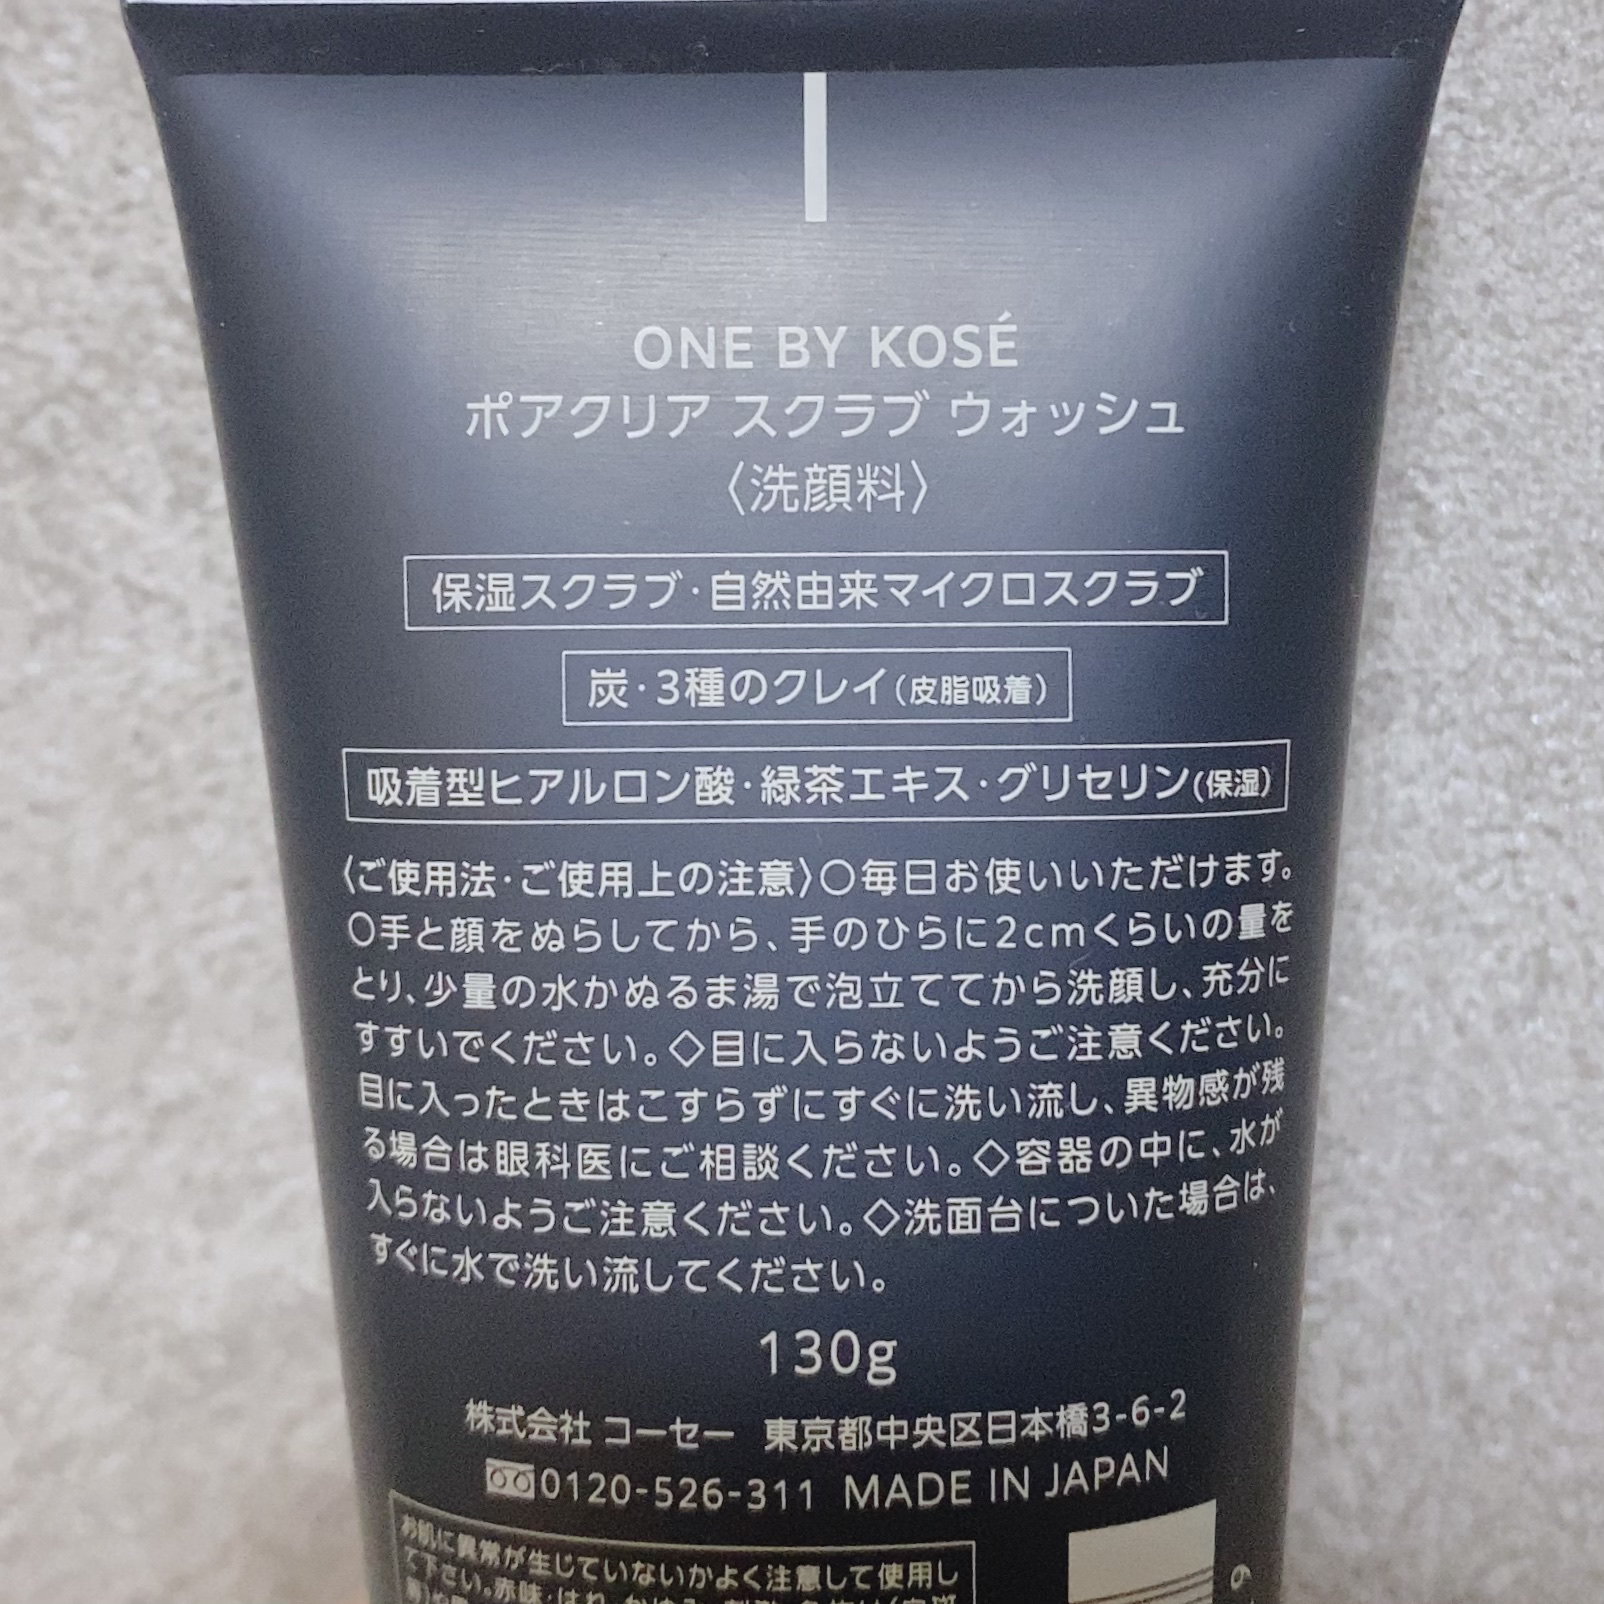 ONE BY KOSÉ
ポアクリア スクラブ ウォッシュ
〈洗顔料〉
保湿スクラブ・自然由来マイクロスクラブ
炭・3種のクレイ(皮脂吸着)
吸着型ヒアルロン酸・緑茶エキス・グリセリン(保湿)
〈ご使用法・ご使用上の注意〉○毎日お使いいただけます。
○手と顔をぬらしてから、手のひらに2cmくらいの量を
とり、少量の水かぬるま湯で泡立ててから洗顔し、充分に
すすいでください。◇目に入らないようご注意ください。
目に入ったときはこすらずにすぐに洗い流し、異物感が残
る場合は眼科医にご相談ください。◇容器の中に、水が
入らないようご注意ください。◇洗面台についた場合は、
すぐに水で洗い流してください。
130g
株式会社 コーセー 東京都中央区日本橋3-6-2
0120-526-311 MADE IN JAPAN
お肌に異常が生じていないかよく注意して使用し
て下さい。赤味・はれ